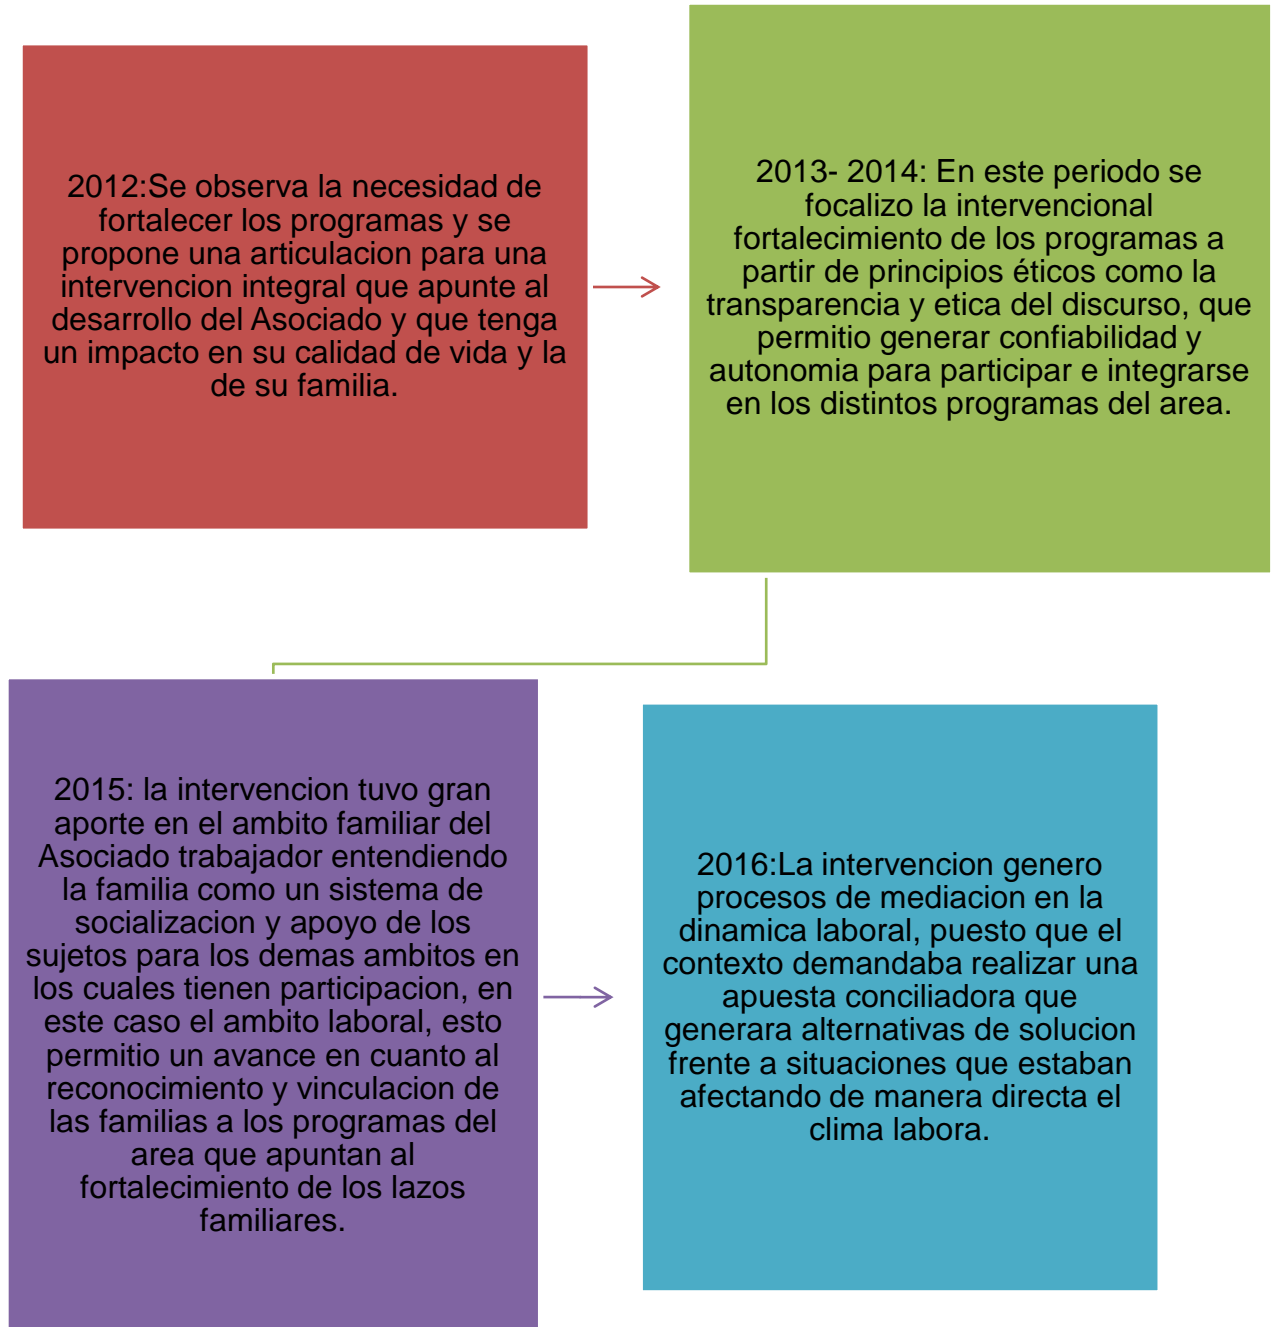 2012:Se observa la necesidad de
fortalecer los programas y se
propone una articulacion para una
intervencion integral que apunte al
desarrollo del Asociado y que tenga
un impacto en su calidad de vida y la
de su familia.
2013- 2014: En este periodo se
focalizo la intervencional
fortalecimiento de los programas a
partir de principios éticos como la
transparencia y etica del discurso, que
permitio generar confiabilidad y
autonomia para participar e integrarse
en los distintos programas del area.
2015: la intervencion tuvo gran
aporte en el ambito familiar del
Asociado trabajador entendiendo
la familia como un sistema de
socializacion y apoyo de los
sujetos para los demas ambitos en
los cuales tienen participacion, en
este caso el ambito laboral, esto
permitio un avance en cuanto al
reconocimiento y vinculacion de
las familias a los programas del
area que apuntan al
fortalecimiento de los lazos
familiares.
2016:La intervencion genero
procesos de mediacion en la
dinamica laboral, puesto que el
contexto demandaba realizar una
apuesta conciliadora que
generara alternativas de solucion
frente a situaciones que estaban
afectando de manera directa el
clima labora.